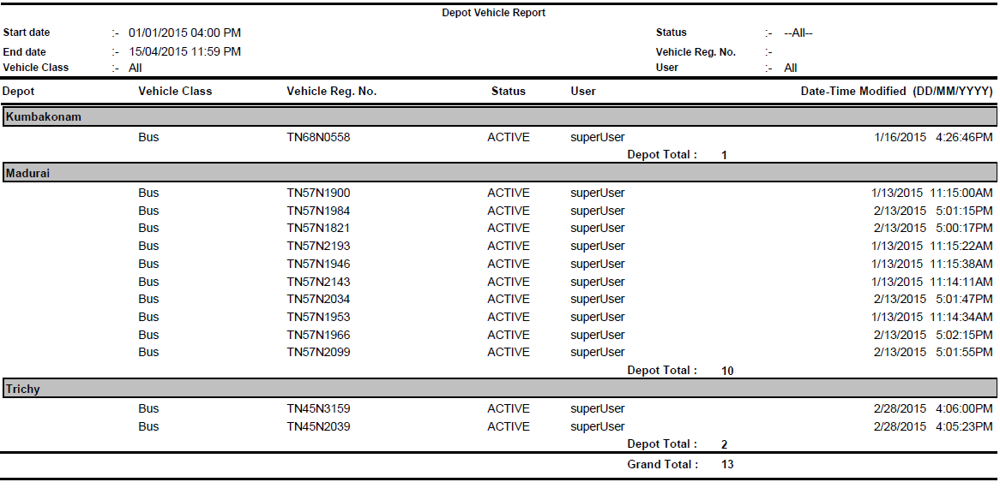 Depot Vehicle Report
Start date :- 01/01/2015 04:00 PM Status :- --All--
End date :- 15/04/2015 11:59 PM Vehicle Reg. No. :-
Vehicle Class :- All User :- All
Depot Vehicle Class Vehicle Reg. No. Status User Date-Time Modified (DD/MM/YYYY)
Kumbakonam
Bus TN68N0558 ACTIVE superUser 1/16/2015 4:26:46PM
Depot Total : 1
Madurai
Bus TN57N1900 ACTIVE superUser 1/13/2015 11:15:00AM
Bus TN57N1984 ACTIVE superUser 2/13/2015 5:01:15PM
Bus TN57N1821 ACTIVE superUser 2/13/2015 5:00:17PM
Bus TN57N2193 ACTIVE superUser 1/13/2015 11:15:22AM
Bus TN57N1946 ACTIVE superUser 1/13/2015 11:15:38AM
Bus TN57N2143 ACTIVE superUser 1/13/2015 11:14:11AM
Bus TN57N2034 ACTIVE superUser 2/13/2015 5:01:47PM
Bus TN57N1953 ACTIVE superUser 1/13/2015 11:14:34AM
Bus TN57N1966 ACTIVE superUser 2/13/2015 5:02:15PM
Bus TN57N2099 ACTIVE superUser 2/13/2015 5:01:55PM
Depot Total : 10
Trichy
Bus TN45N3159 ACTIVE superUser 2/28/2015 4:06:00PM
Bus TN45N2039 ACTIVE superUser 2/28/2015 4:05:23PM
Depot Total : 2
Grand Total : 13